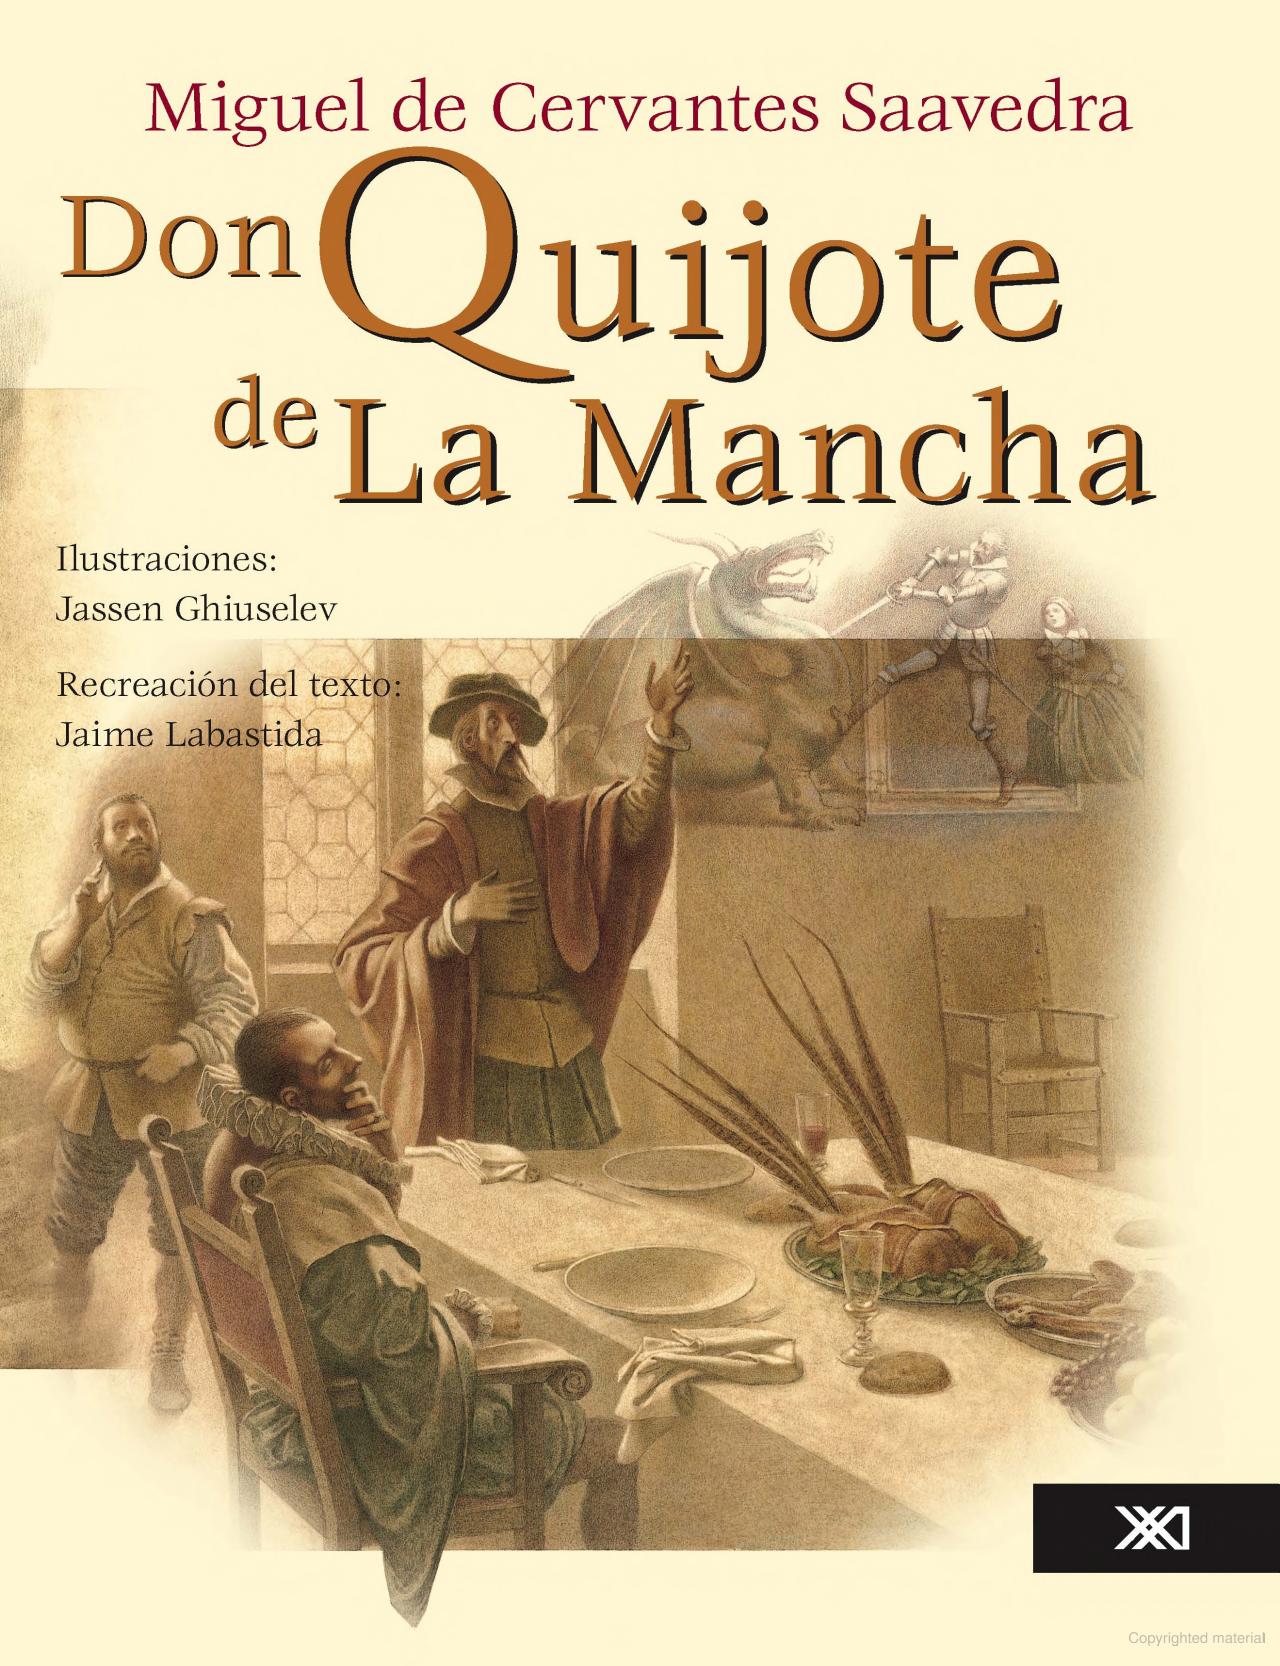 Miguel de Cervantes Saavedra
Don Quijote
de La Mancha
Ilustraciones:
Jassen Ghiuselev
Recreación del texto:
Jaime Labastida
XXI
Copyrighted material